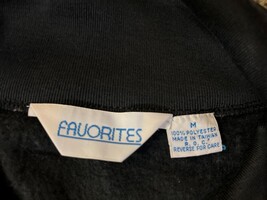 FAVORITES
M
100% POLYESTER
MADE IN TAIWAN
R. O. C.
REVERSE FOR CARE